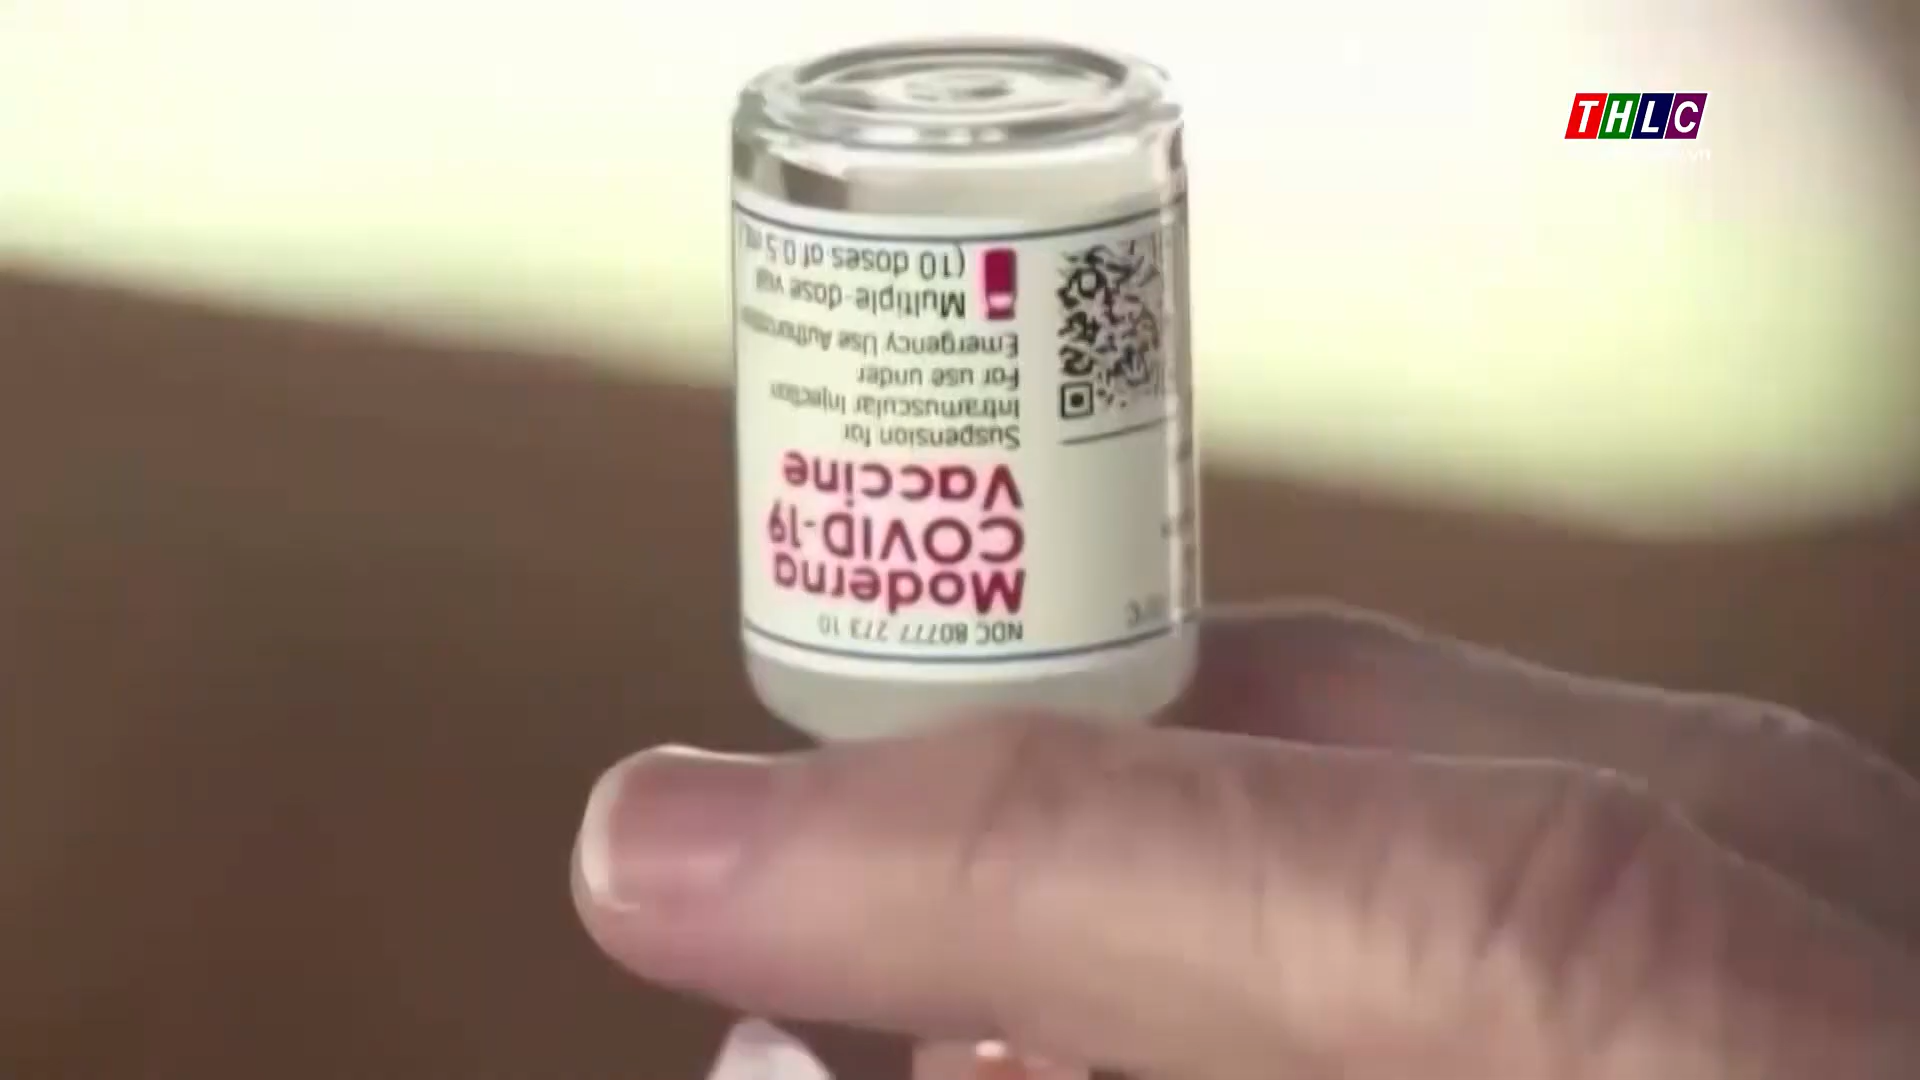 THLC
NDC 80777 273 10
Moderna
COVID-19
Vaccine
Suspension for
Intramuscular Injection
For use under
Emergency Use Authorization
Multiple-dose vial
(10 doses of 0.5 mL)